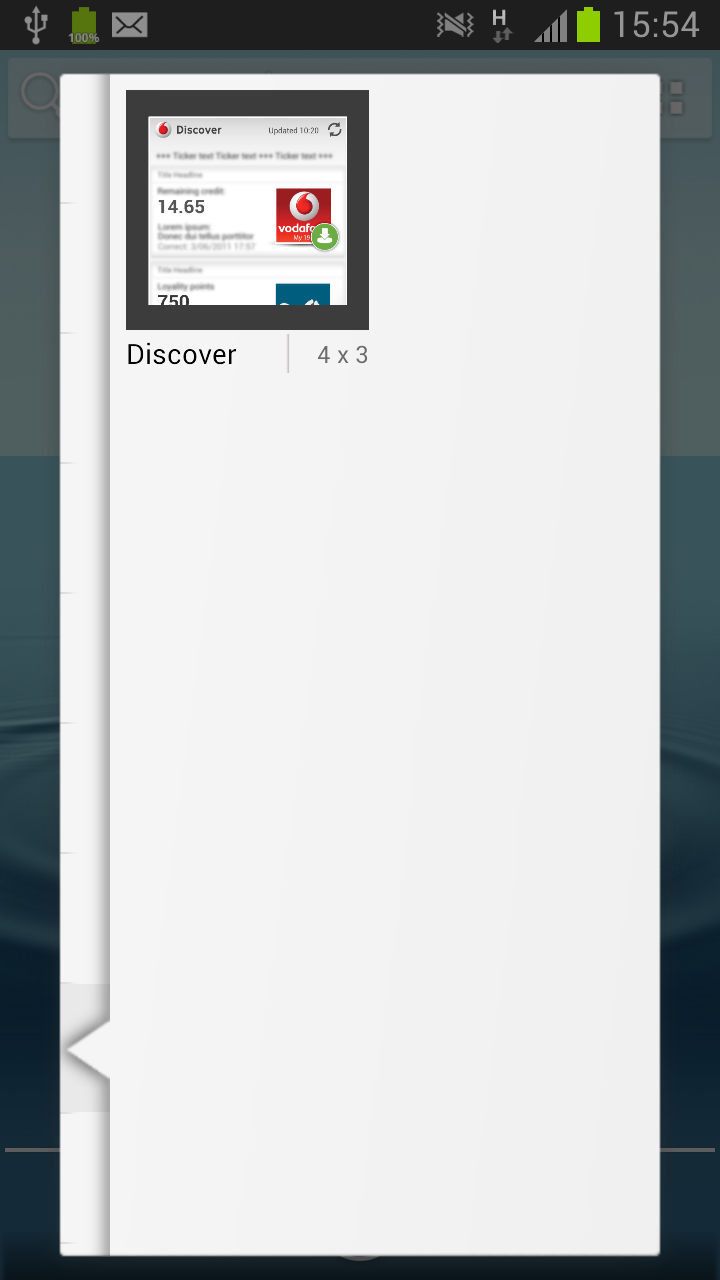 100%
H
15:54
Discover
Updated 10:20
*** Ticker text Ticker text *** Ticker text ***
Title Headline
Remaining credit:
14.65
vodafo
My 19
Lorem ipsum:
Donec dui tellus porttitor
Correct 3/06/2011 17:57
Title Headline
Loyality points
750
Discover
4 x 3